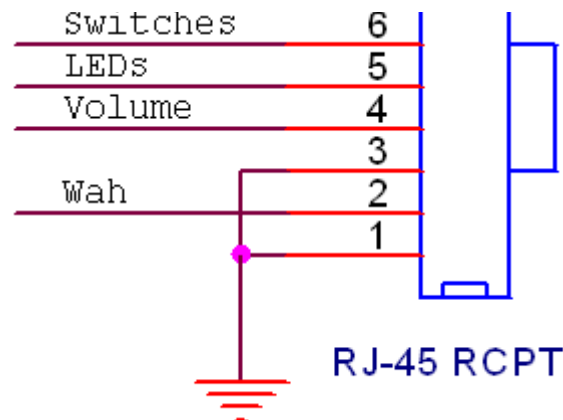 Switches 6
LEDs 5
Volume 4
3
Wah 2
1
RJ-45 RCPT